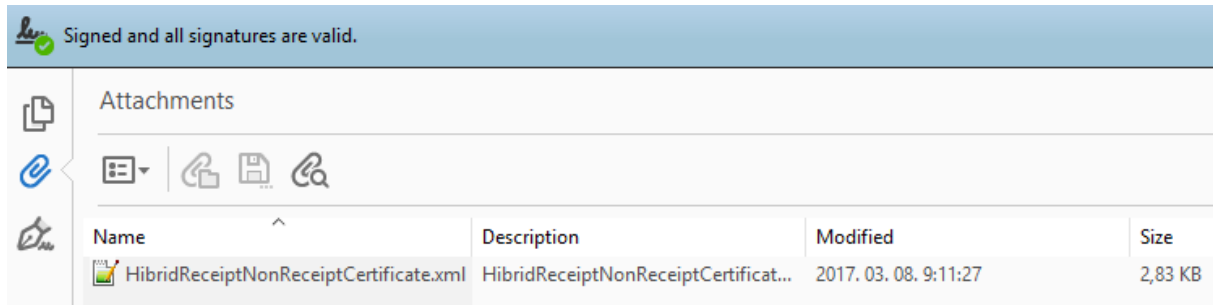 Signed and all signatures are valid.
Attachments
Name Description Modified Size
HibridReceiptNonReceiptCertificate.xml HibridReceiptNonReceiptCertificat... 2017. 03. 08. 9:11:27 2,83 KB